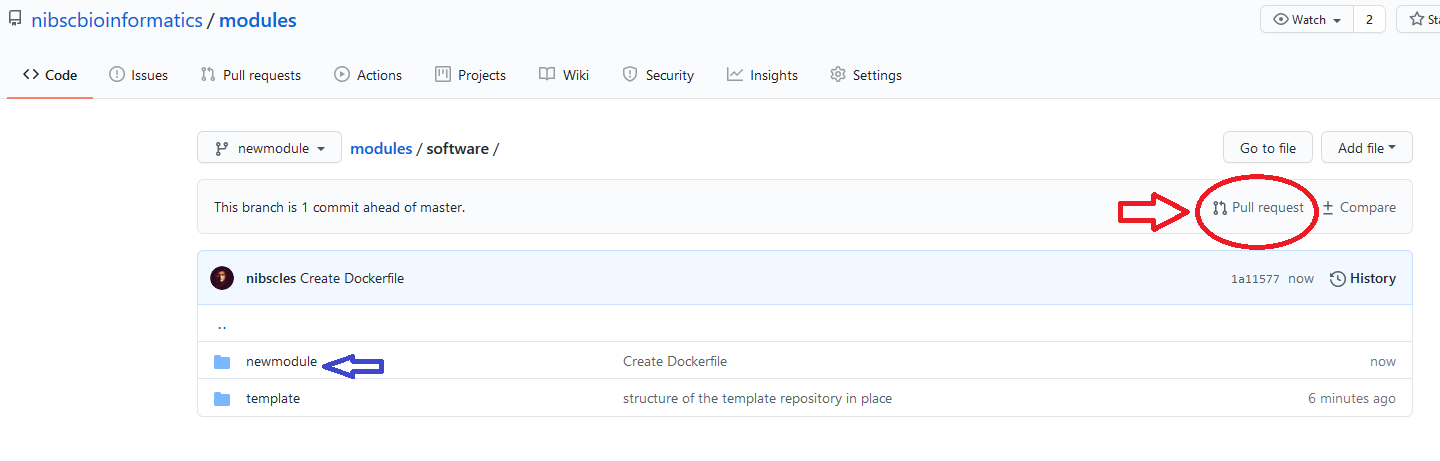 nibscbioinformatics / modules Watch 2 Sta
Code Issues Pull requests Actions Projects Wiki Security Insights Settings
newmodule modules / software / Go to file Add file
This branch is 1 commit ahead of master. Pull request Compare
nibscles Create Dockerfile 1a11577 now History
..
newmodule Create Dockerfile now
template structure of the template repository in place 6 minutes ago